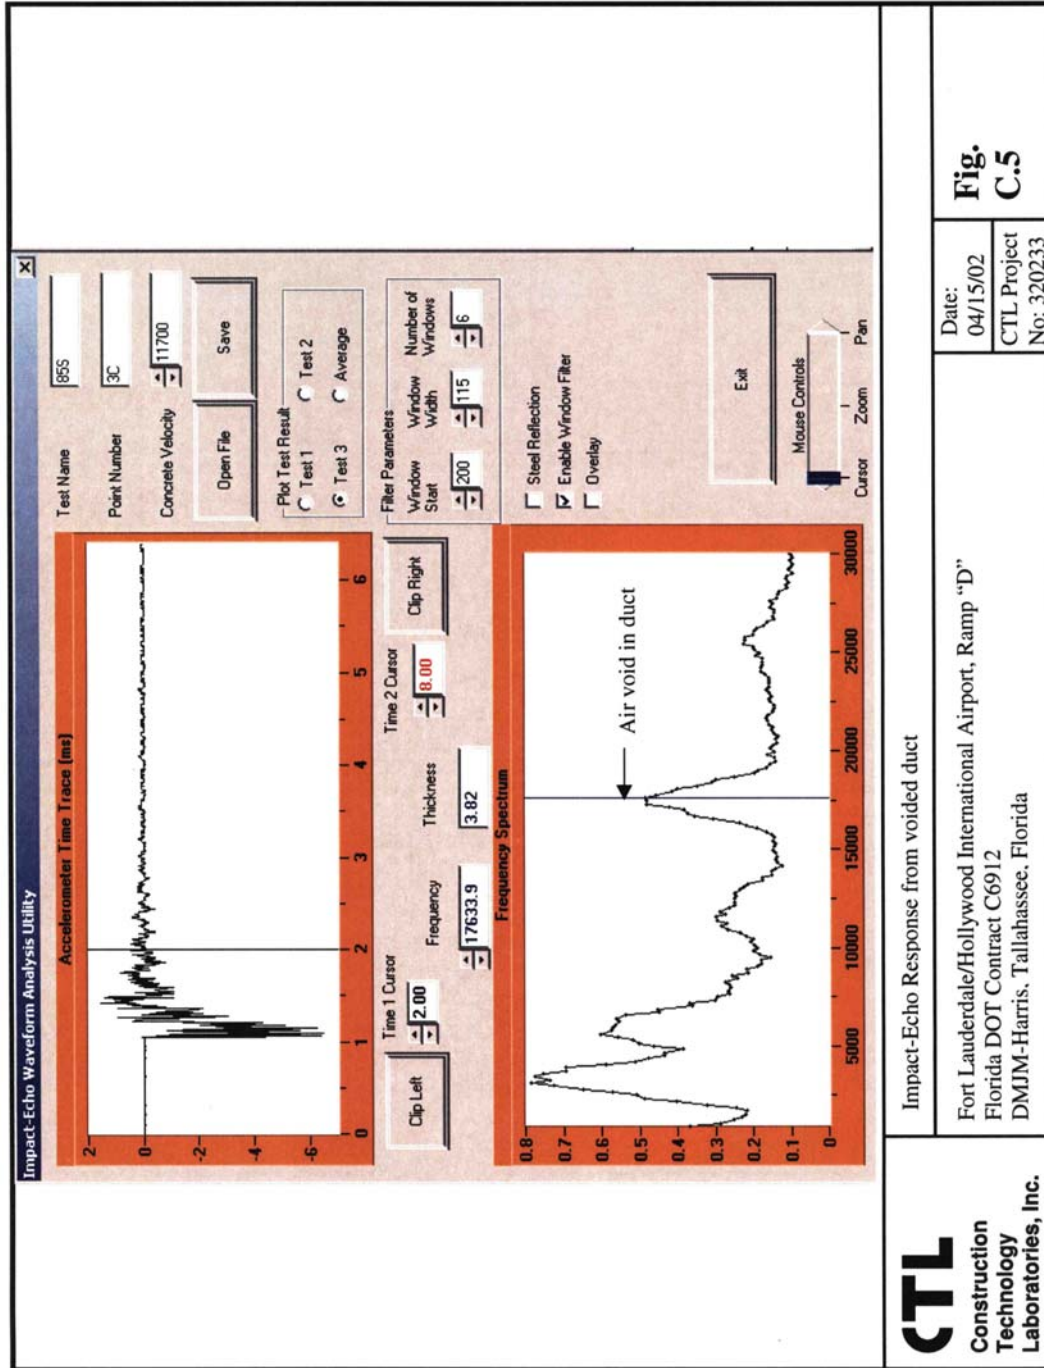 Impact-Echo Waveform Analysis Utility
Accelerometer Time Trace (ms)
2
0
-2
-4
-6
0
1
2
3
4
5
6
Test Name
85S
Point Number
3C
Concrete Velocity
11700
Open File
Save
Plot Test Result
Test 1
Test 2
Test 3
Average
Clip Left
Time 1 Cursor
2.00
Frequency
17633.9
Thickness
3.82
Time 2 Cursor
8.00
Clip Right
Filter Parameters
Window Start
Window Width
Number of Windows
200
115
6
Frequency Spectrum
0.8
0.7
0.6
0.5
0.4
0.3
0.2
0.1
0
5000
10000
15000
20000
25000
30000
Air void in duct
Steel Reflection
Enable Window Filter
Overlay
Exit
Mouse Controls
Cursor
Zoom
Pan
CTL
Construction
Technology
Laboratories, Inc.
Impact-Echo Response from voided duct
Fort Lauderdale/Hollywood International Airport, Ramp “D”
Florida DOT Contract C6912
DMJM-Harris, Tallahassee, Florida
Date:
04/15/02
CTL Project
No: 320233
Fig.
C.5